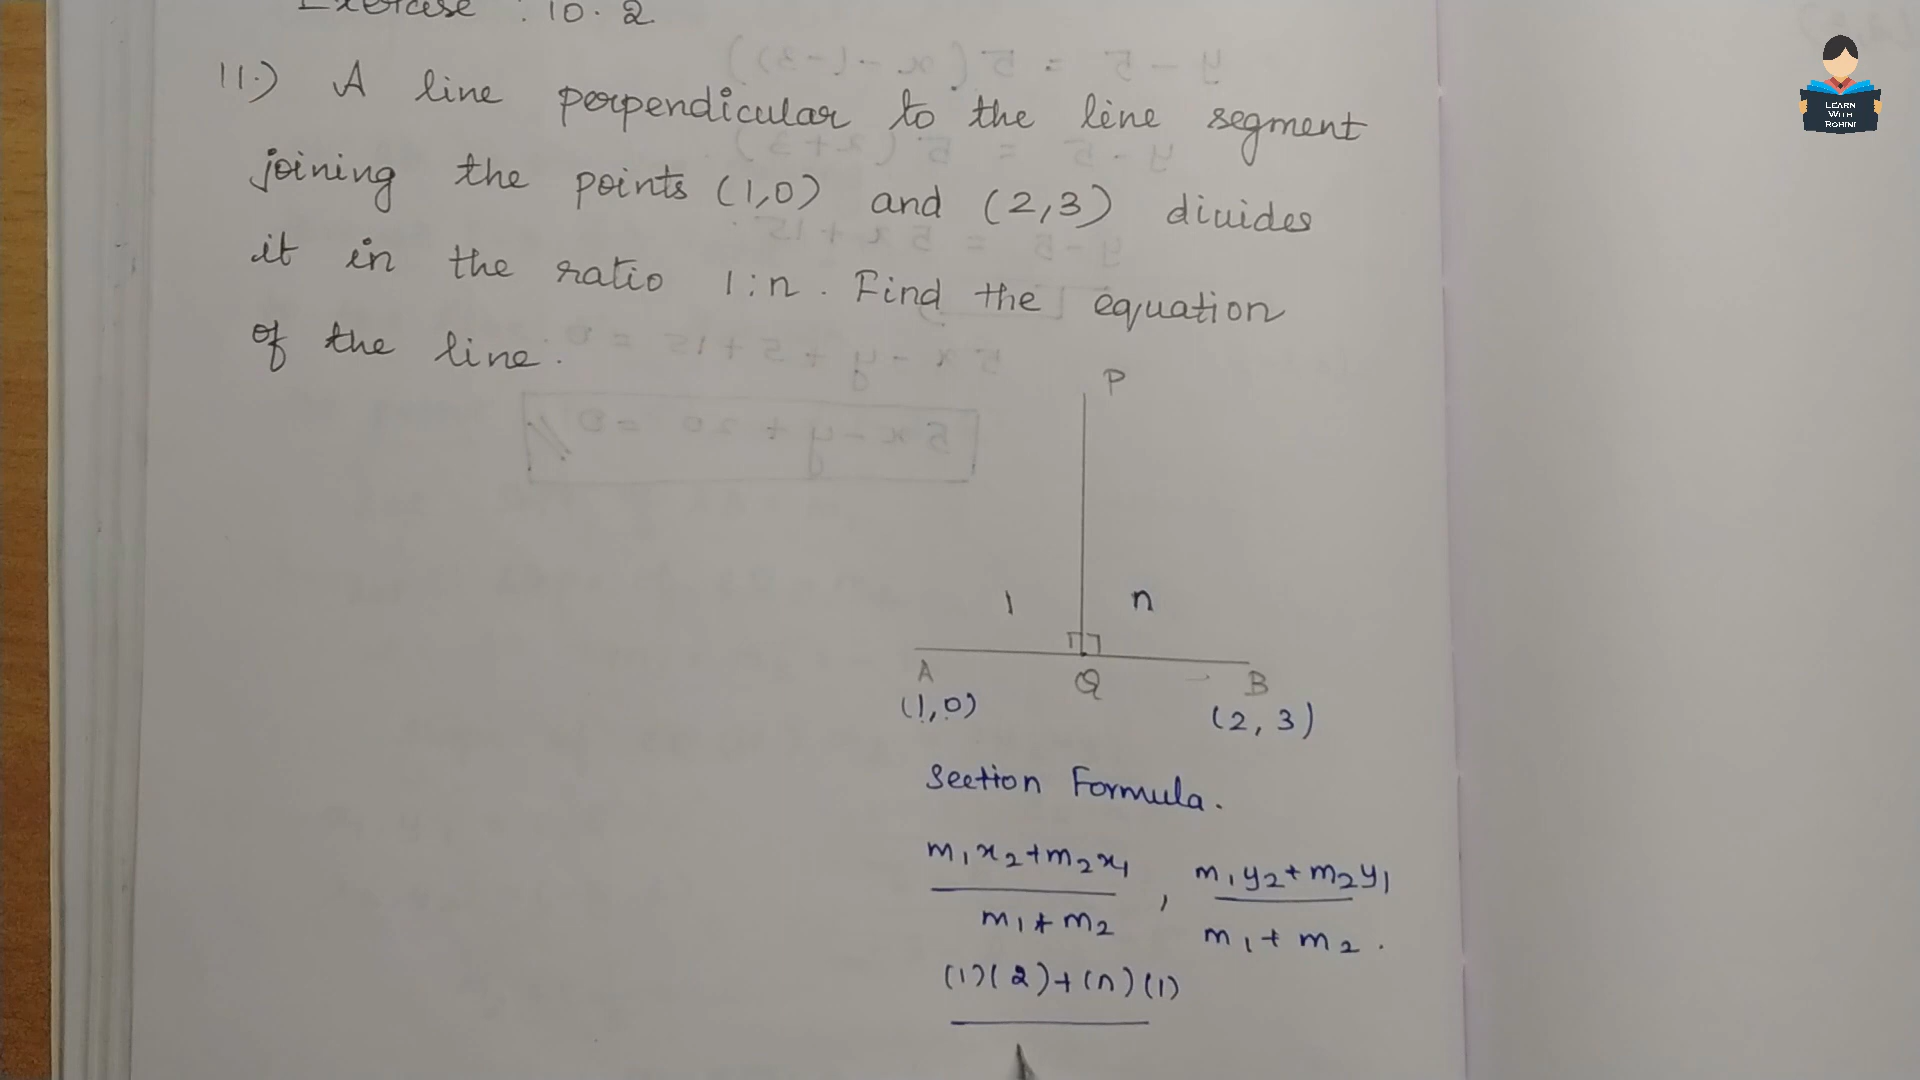 Exercise : 10.2
11.) A line perpendicular to the line segment
joining the points (1,0) and (2,3) divides
it in the ratio 1:n. Find the equation
of the line.
P
1 n
A Q B
(1,0) (2,3)
Section Formula.
m₁x₂+m₂x₁ , m₁y₂+m₂y₁
m₁+m₂ m₁+m₂.
(1)(2)+(n)(1)
LEARN
WITH
ROHINI